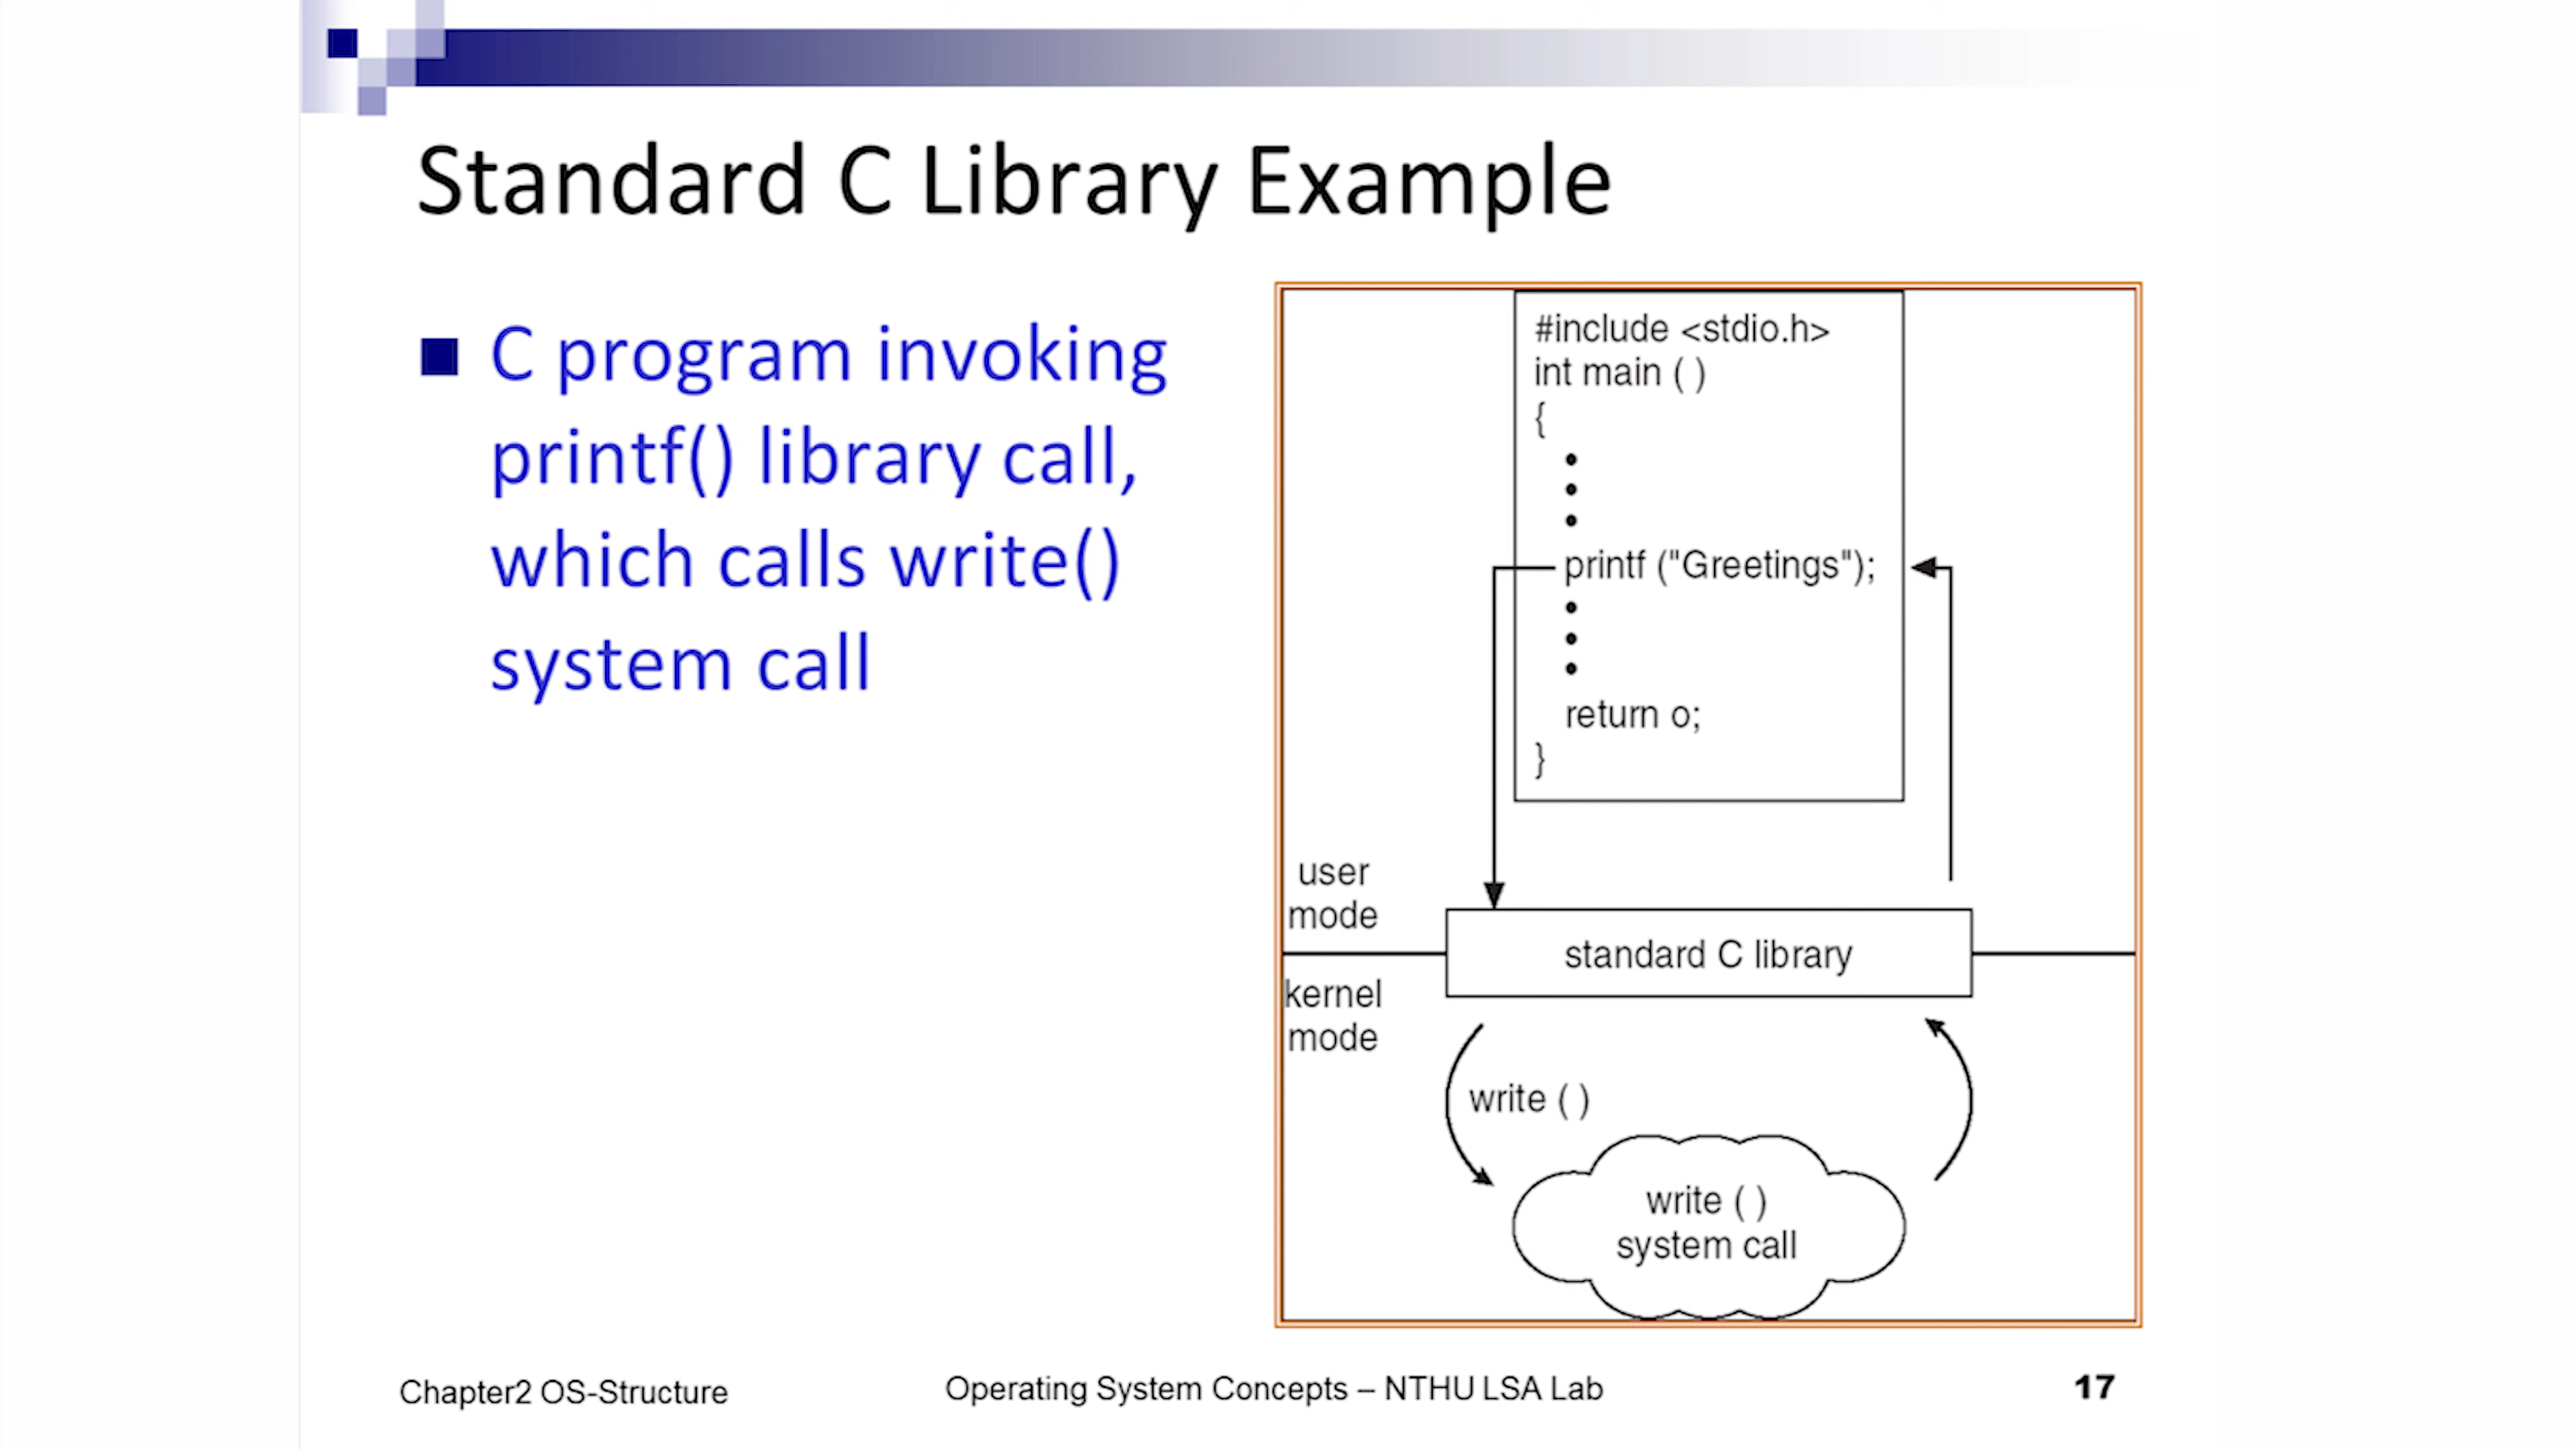 Standard C Library Example
C program invoking
printf() library call,
which calls write()
system call
#include <stdio.h>
int main ( )
{
•
•
•
printf ("Greetings");
•
•
•
return o;
}
user
mode
standard C library
kernel
mode
write ( )
write ( )
system call
Chapter2 OS-Structure
Operating System Concepts – NTHU LSA Lab
17